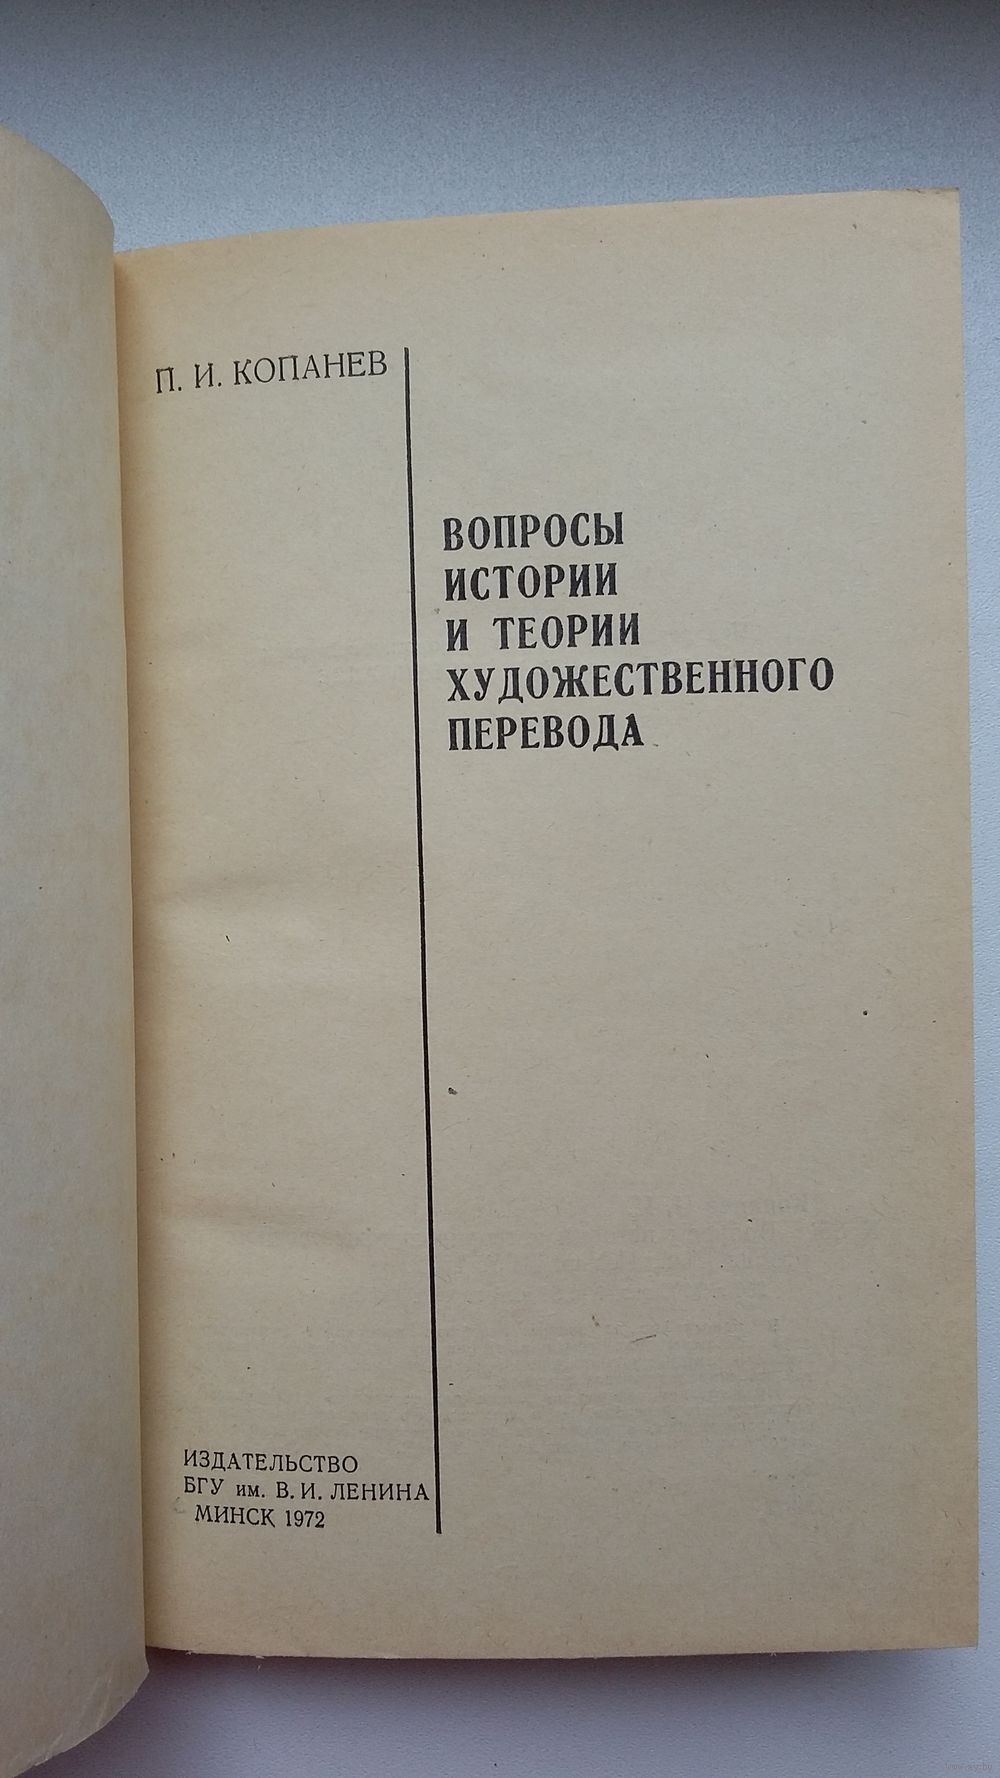 П. И. КОПАНЕВ
ВОПРОСЫ
ИСТОРИИ
И ТЕОРИИ
ХУДОЖЕСТВЕННОГО
ПЕРЕВОДА
ИЗДАТЕЛЬСТВО
БГУ им. В. И. ЛЕНИНА
МИНСК 1972